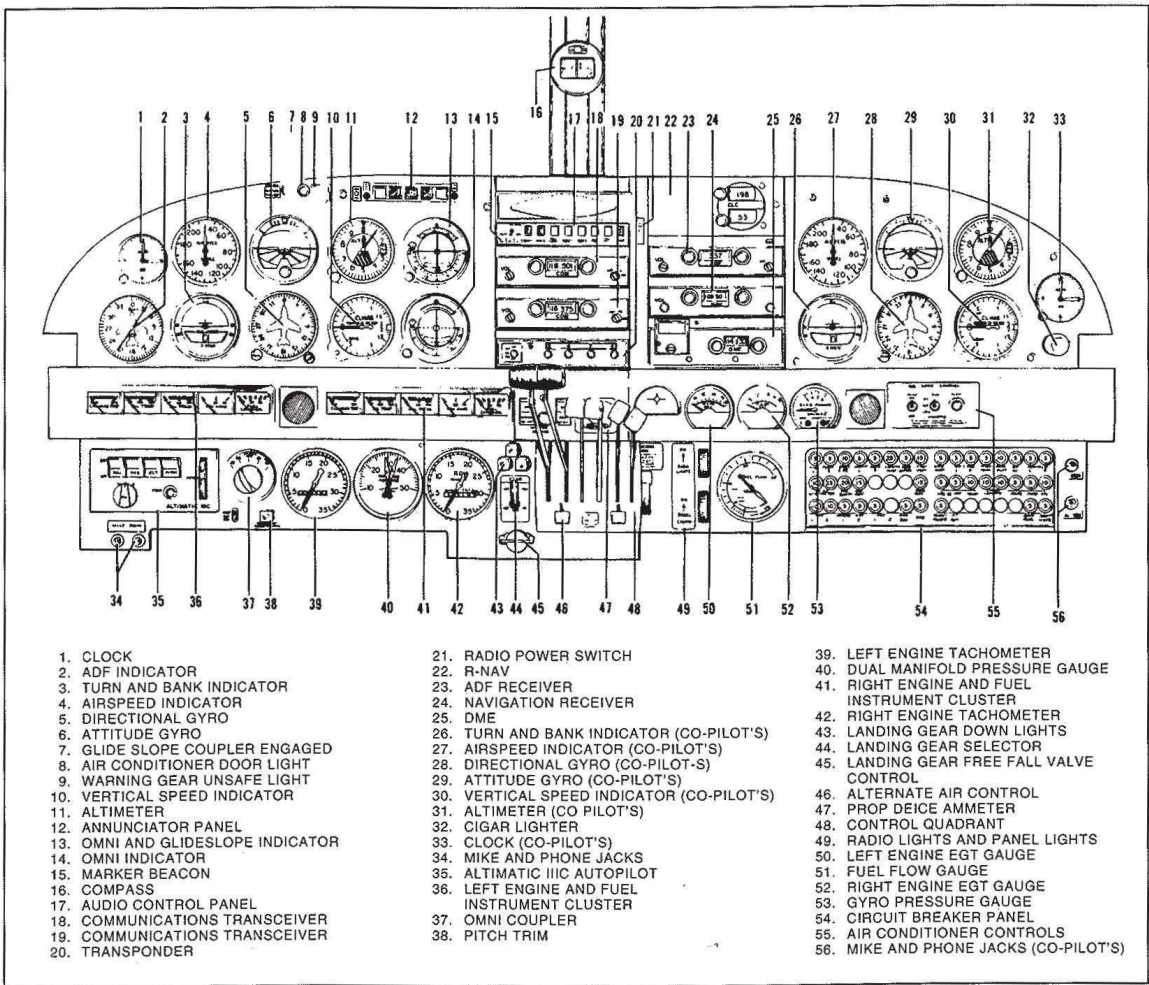 16
1 2 3 4 5 6 7 8 9 10 11 12 13 14 15 17 18 19 20 21 22 23 24 25 26 27 28 29 30 31 32 33
34 35 36 37 38 39 40 41 42 43 44 45 46 47 48 49 50 51 52 53 54 55 56
198
53
118 50
COM
118 375
COM
ALTIMATIC IIIC
1. CLOCK
2. ADF INDICATOR
3. TURN AND BANK INDICATOR
4. AIRSPEED INDICATOR
5. DIRECTIONAL GYRO
6. ATTITUDE GYRO
7. GLIDE SLOPE COUPLER ENGAGED
8. AIR CONDITIONER DOOR LIGHT
9. WARNING GEAR UNSAFE LIGHT
10. VERTICAL SPEED INDICATOR
11. ALTIMETER
12. ANNUNCIATOR PANEL
13. OMNI AND GLIDESLOPE INDICATOR
14. OMNI INDICATOR
15. MARKER BEACON
16. COMPASS
17. AUDIO CONTROL PANEL
18. COMMUNICATIONS TRANSCEIVER
19. COMMUNICATIONS TRANSCEIVER
20. TRANSPONDER
21. RADIO POWER SWITCH
22. R-NAV
23. ADF RECEIVER
24. NAVIGATION RECEIVER
25. DME
26. TURN AND BANK INDICATOR (CO-PILOT'S)
27. AIRSPEED INDICATOR (CO-PILOT'S)
28. DIRECTIONAL GYRO (CO-PILOT-S)
29. ATTITUDE GYRO (CO-PILOT'S)
30. VERTICAL SPEED INDICATOR (CO-PILOT'S)
31. ALTIMETER (CO PILOT'S)
32. CIGAR LIGHTER
33. CLOCK (CO-PILOT'S)
34. MIKE AND PHONE JACKS
35. ALTIMATIC IIIC AUTOPILOT
36. LEFT ENGINE AND FUEL
INSTRUMENT CLUSTER
37. OMNI COUPLER
38. PITCH TRIM
39. LEFT ENGINE TACHOMETER
40. DUAL MANIFOLD PRESSURE GAUGE
41. RIGHT ENGINE AND FUEL
INSTRUMENT CLUSTER
42. RIGHT ENGINE TACHOMETER
43. LANDING GEAR DOWN LIGHTS
44. LANDING GEAR SELECTOR
45. LANDING GEAR FREE FALL VALVE
CONTROL
46. ALTERNATE AIR CONTROL
47. PROP DEICE AMMETER
48. CONTROL QUADRANT
49. RADIO LIGHTS AND PANEL LIGHTS
50. LEFT ENGINE EGT GAUGE
51. FUEL FLOW GAUGE
52. RIGHT ENGINE EGT GAUGE
53. GYRO PRESSURE GAUGE
54. CIRCUIT BREAKER PANEL
55. AIR CONDITIONER CONTROLS
56. MIKE AND PHONE JACKS (CO-PILOT'S)